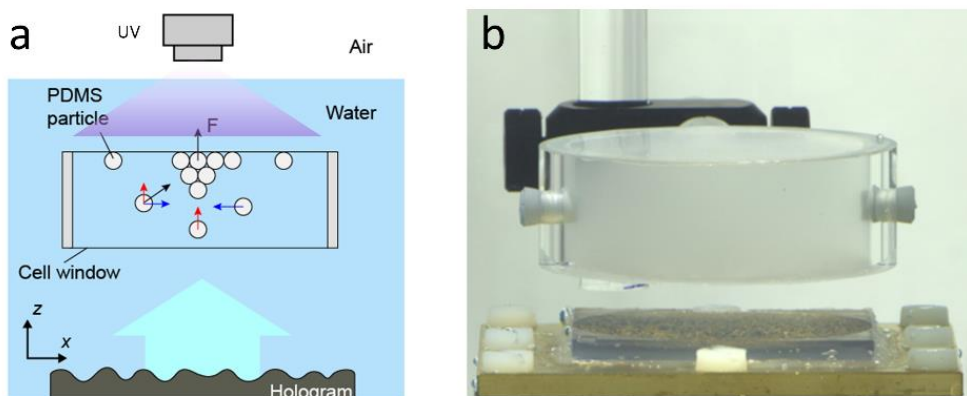 a
UV
Air
PDMS
particle
Water
F
Cell window
z
x
Hologram
b